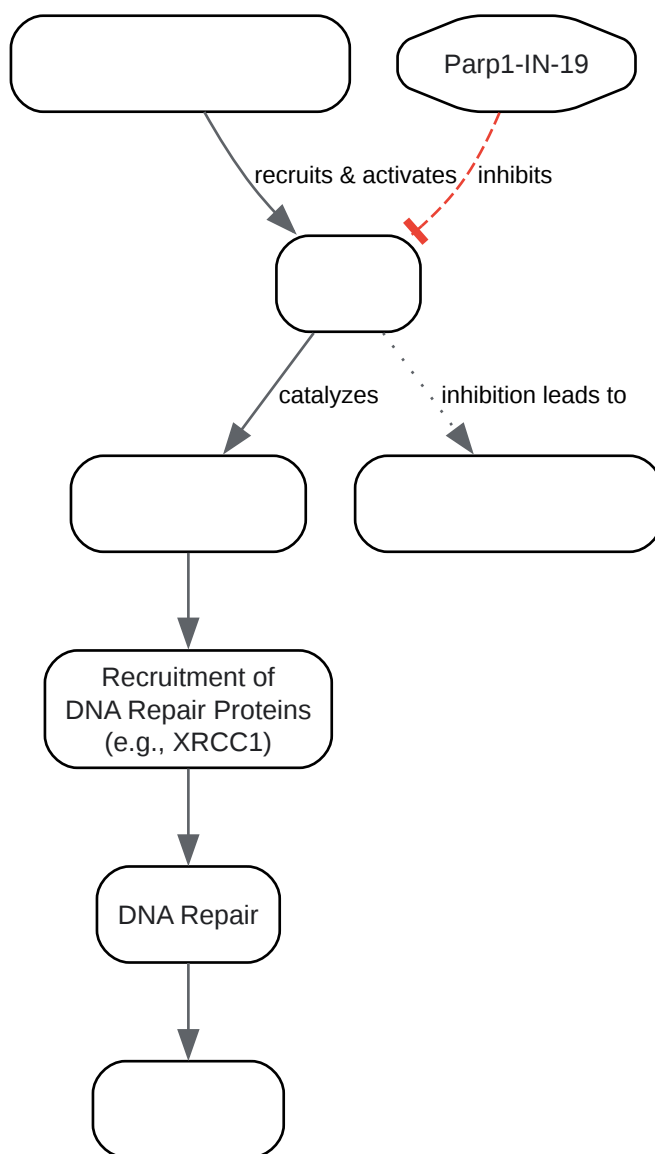 Parp1-IN-19
recruits & activates
inhibits
catalyzes
inhibition leads to
Recruitment of
DNA Repair Proteins
(e.g., XRCC1)
DNA Repair